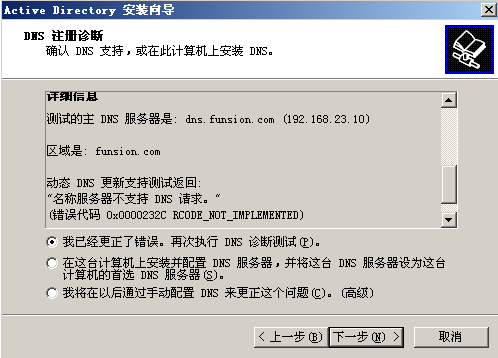 Active Directory 安装向导
DNS 注册诊断
确认 DNS 支持，或在此计算机上安装 DNS。
详细信息
测试的主 DNS 服务器是: dns.funsion.com (192.168.23.10)
区域是: funsion.com
动态 DNS 更新支持测试返回:
“名称服务器不支持 DNS 请求。”
(错误代码 0x0000232C RCODE_NOT_IMPLEMENTED)
我已经更正了错误。再次执行 DNS 诊断测试(P)。
在这台计算机上安装并配置 DNS 服务器，并将这台 DNS 服务器设为这台
计算机的首选 DNS 服务器(S)。
我将在以后通过手动配置 DNS 来更正这个问题(C)。(高级)
< 上一步(B) 下一步(N) > 取消